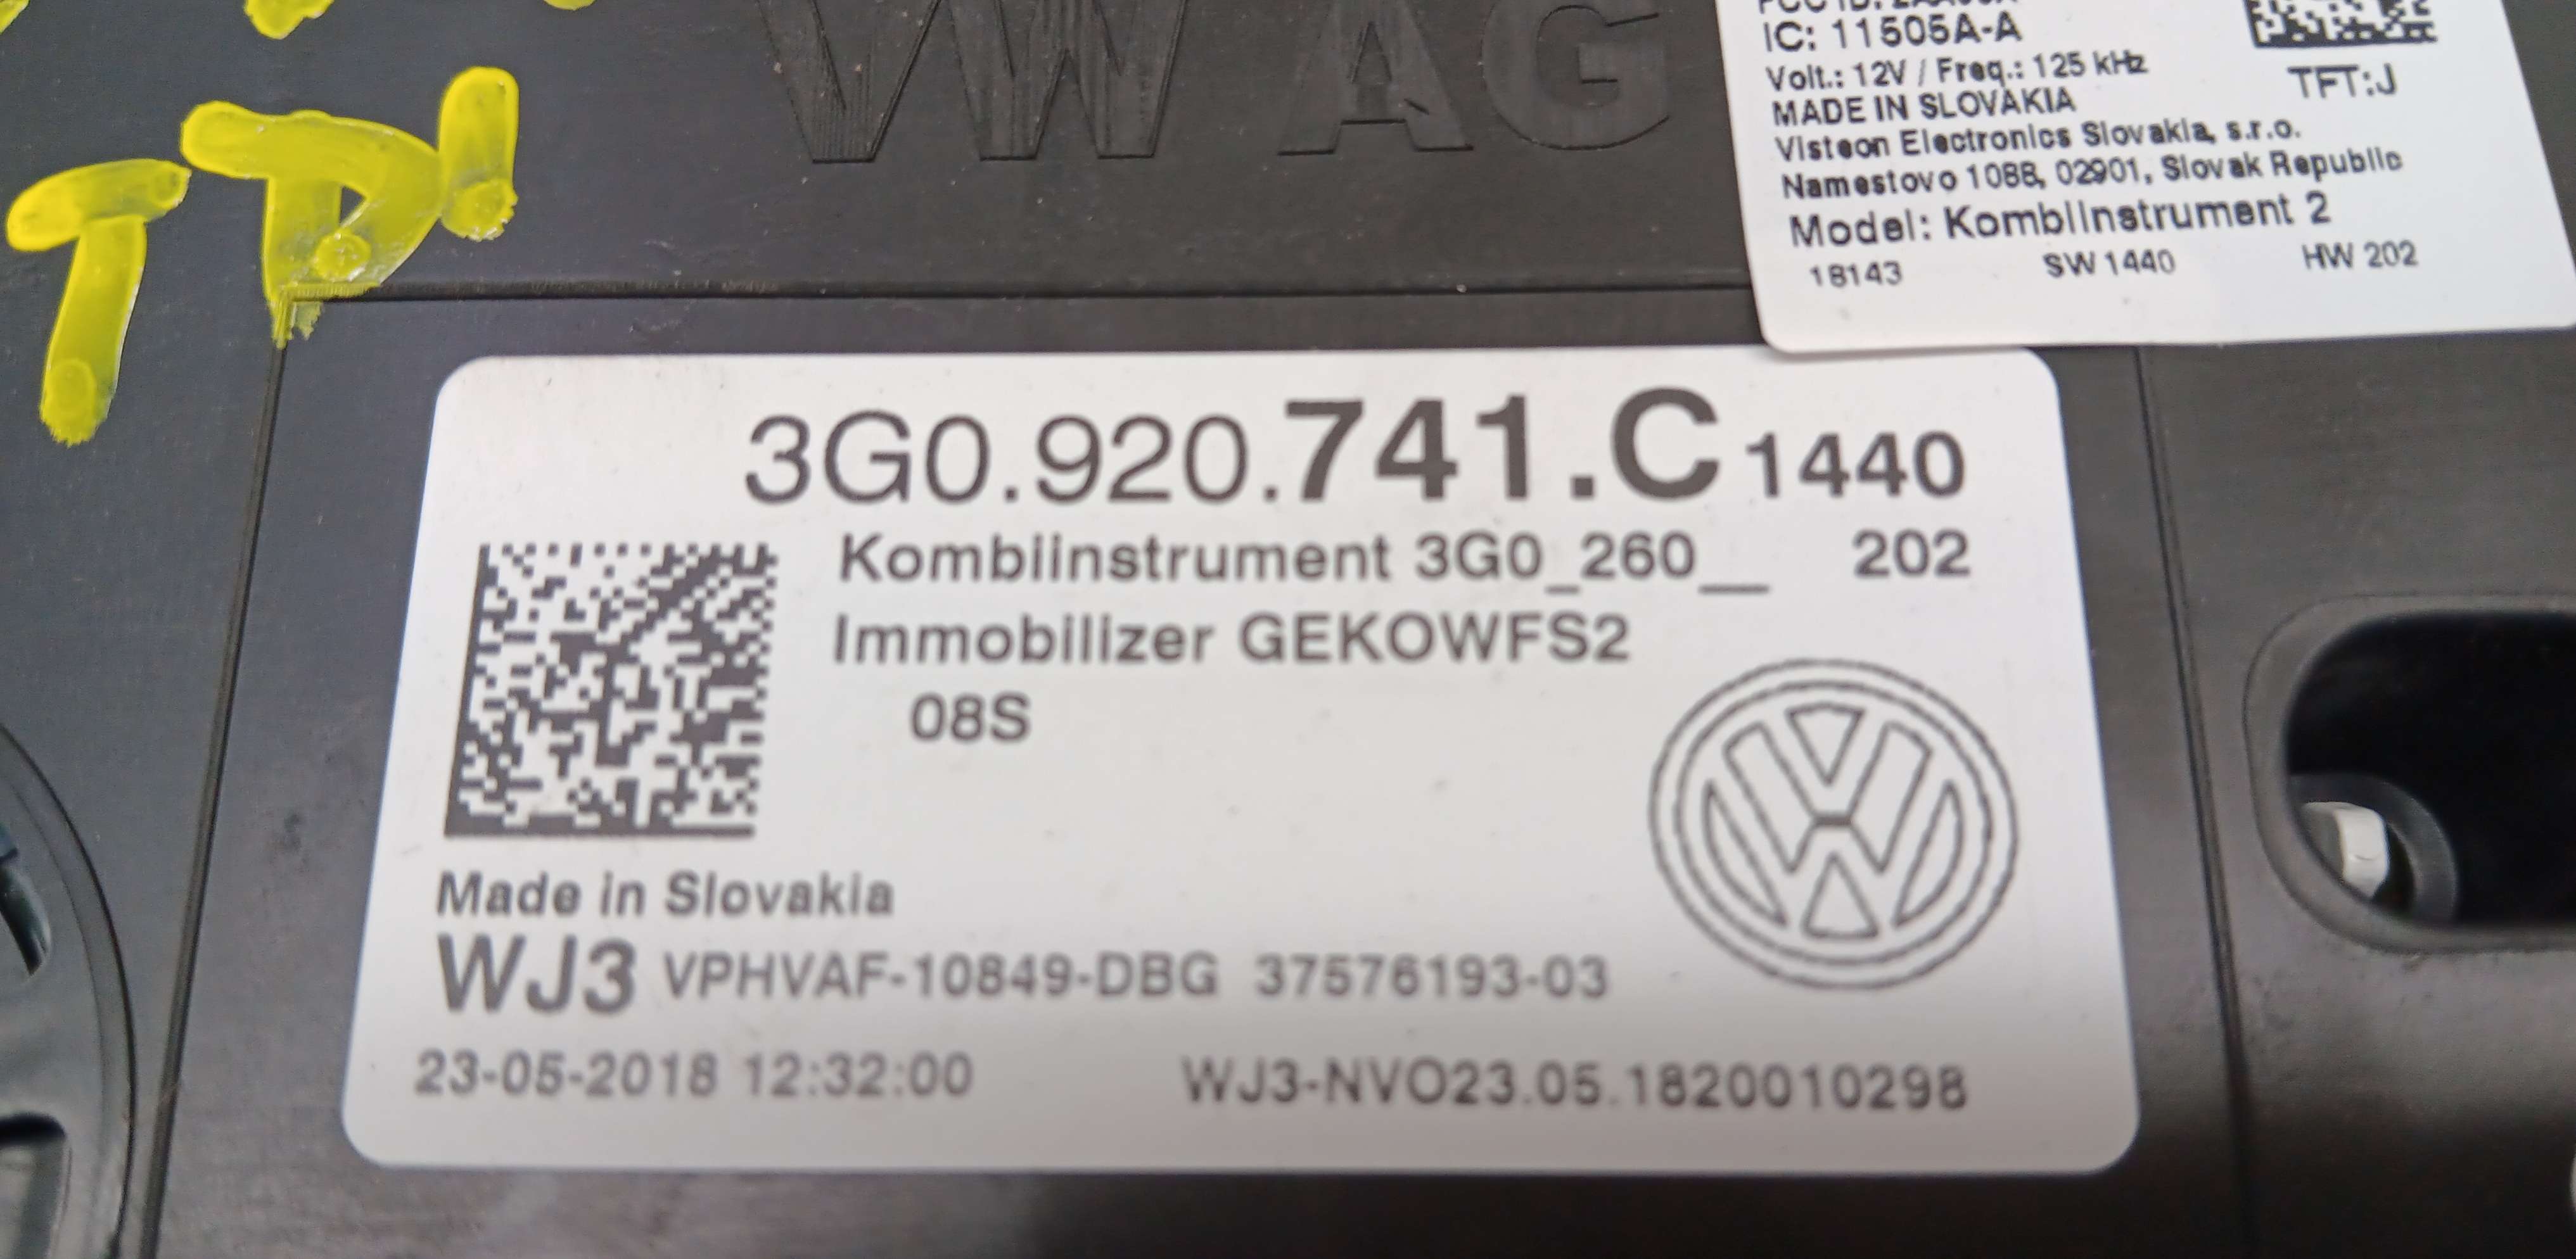 VW AG
IC: 11505A-A
Volt.: 12V / Freq.: 125 kHz
TFT:J
MADE IN SLOVAKIA
Visteon Electronics Slovakia, s.r.o.
Namestovo 1088, 02901, Slovak Republic
Model: Kombiinstrument 2
18143 SW 1440 HW 202
TDI
3G0.920.741.C 1440
Kombiinstrument 3G0_260__ 202
Immobilizer GEKOWFS2
08S
Made in Slovakia
WJ3 VPHVAF-10849-DBG 37576193-03
23-05-2018 12:32:00 WJ3-NVO23.05.1820010298